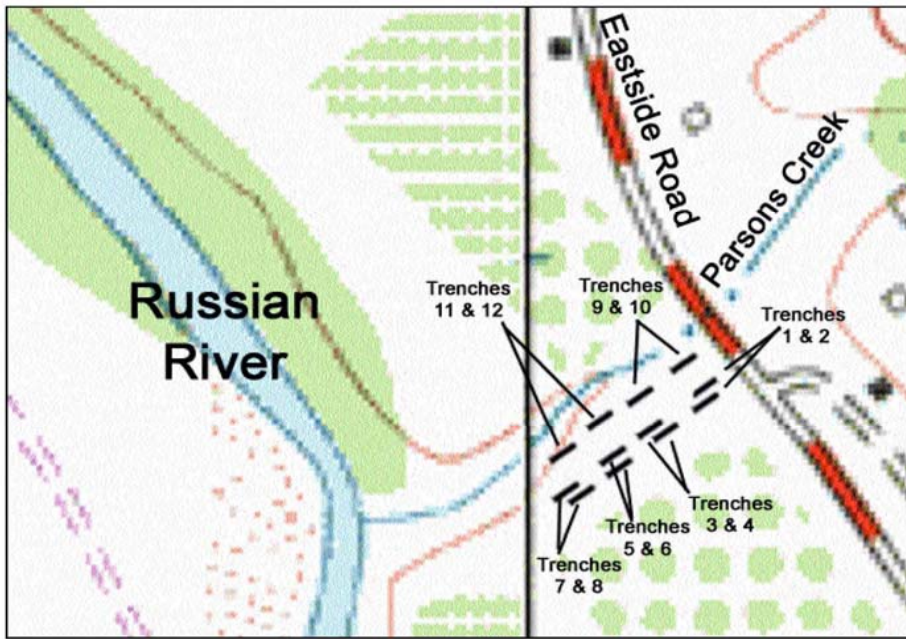 Eastside Road
Parsons Creek
Russian
River
Trenches
11 & 12
Trenches
9 & 10
Trenches
1 & 2
Trenches
3 & 4
Trenches
5 & 6
Trenches
7 & 8